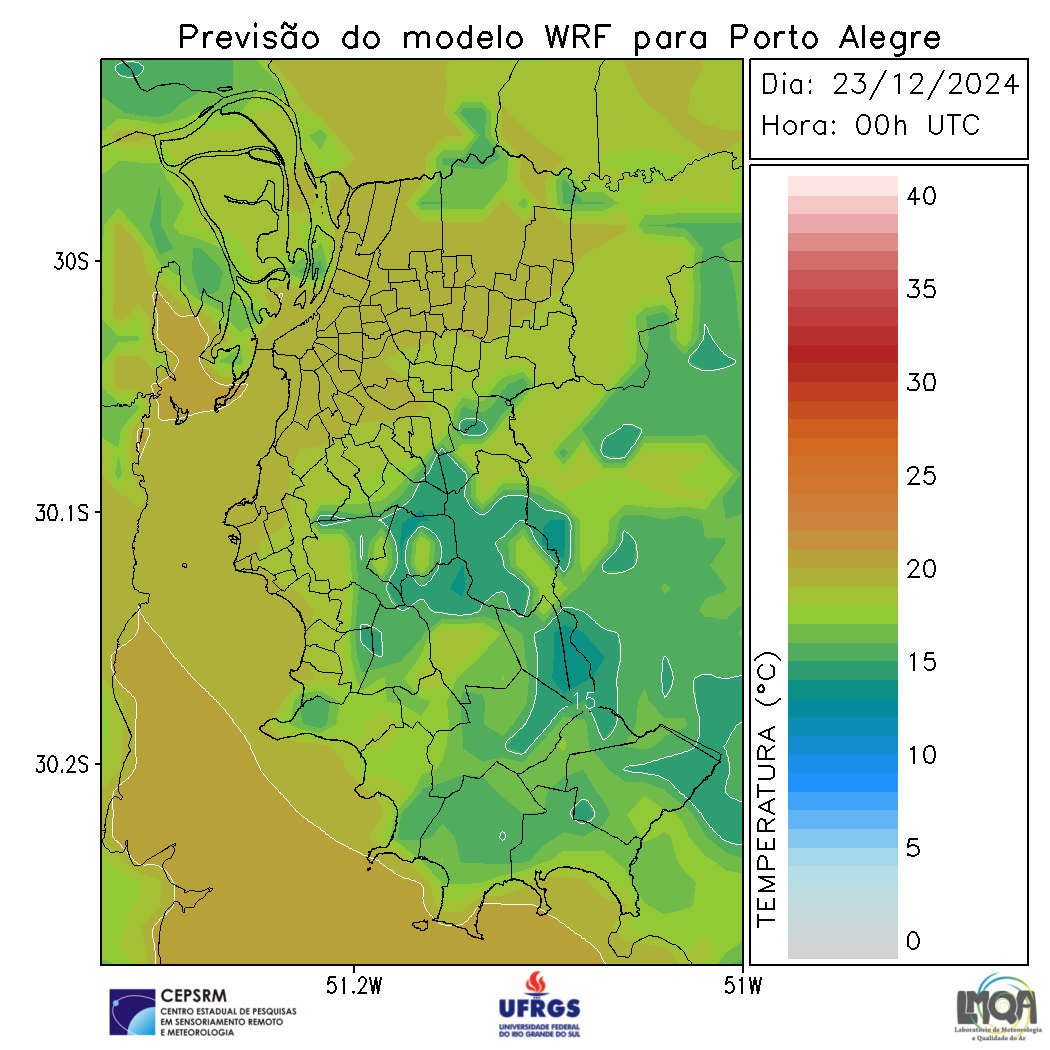 Previsão do modelo WRF para Porto Alegre
Dia: 23/12/2024
Hora: 00h UTC
40
35
30
25
20
15
10
5
0
TEMPERATURA (°C)
30S
30.1S
30.2S
15
51.2W
51W
CEPSRM
CENTRO ESTADUAL DE PESQUISAS
EM SENSORIAMENTO REMOTO
E METEOROLOGIA
UFRGS
UNIVERSIDADE FEDERAL
DO RIO GRANDE DO SUL
LMQA
Laboratório de Meteorologia
e Qualidade do Ar